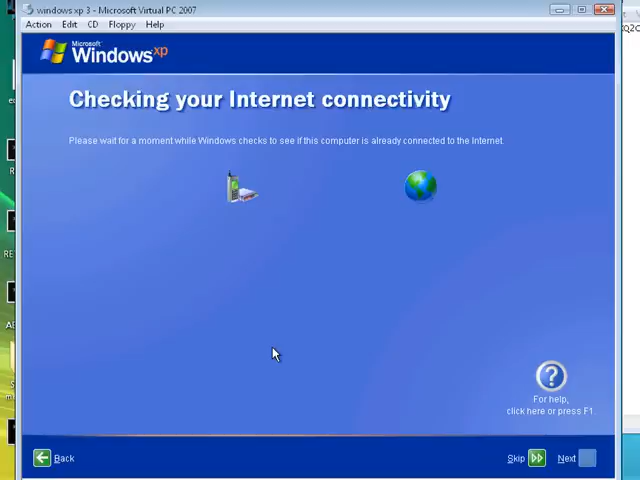 windows xp 3 - Microsoft Virtual PC 2007
Action Edit CD Floppy Help
Microsoft
Windows xp
Checking your Internet connectivity
Please wait for a moment while Windows checks to see if this computer is already connected to the Internet.
For help,
click here or press F1.
Back
Skip
Next